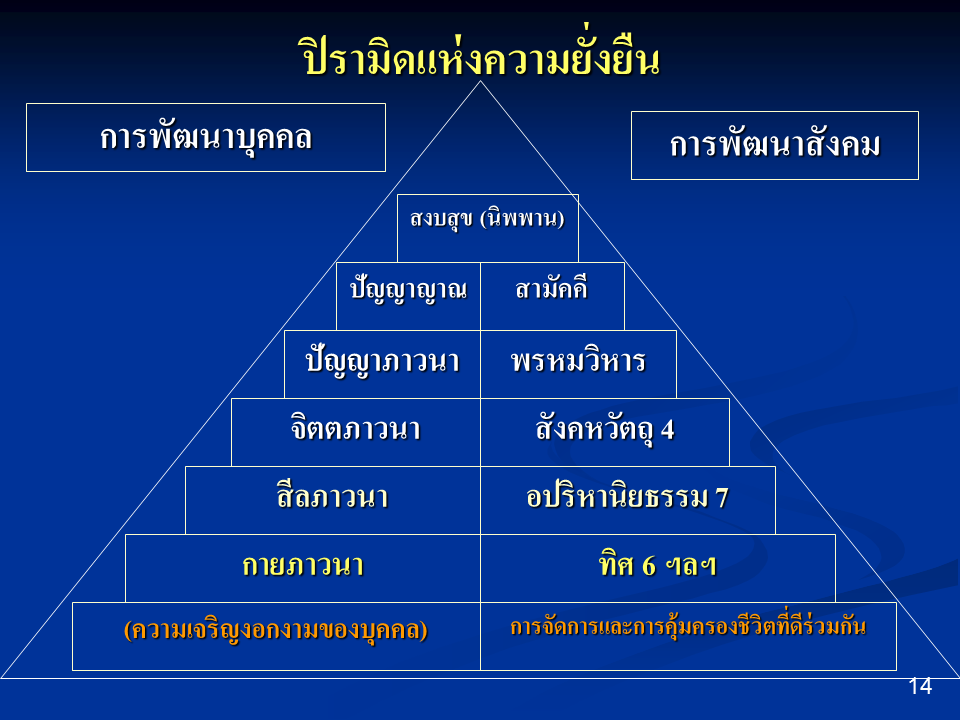 ปิรามิดแห่งความยั่งยืน
การพัฒนาบุคคล
การพัฒนาสังคม
สงบสุข (นิพพาน)
ปัญญาญาณ สามัคคี
ปัญญาภาวนา พรหมวิหาร
จิตตภาวนา สังคหวัตถุ 4
สีลภาวนา อปริหานิยธรรม 7
กายภาวนา ทิศ 6 ฯลฯ
(ความเจริญงอกงามของบุคคล) การจัดการและการคุ้มครองชีวิตที่ดีร่วมกัน
14